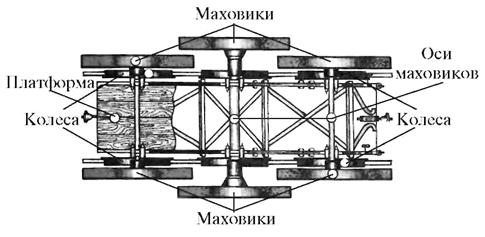 Маховики
Оси
маховиков
Платформа
Колеса
Колеса
Маховики